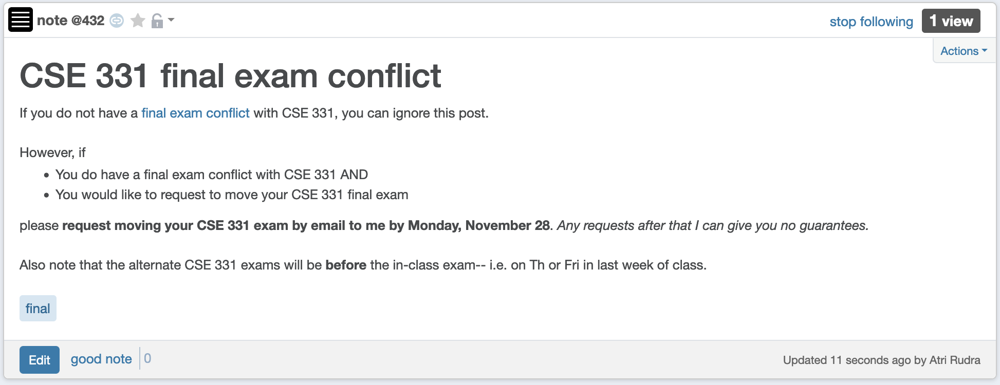 note @432
stop following
1 view
Actions
CSE 331 final exam conflict
If you do not have a final exam conflict with CSE 331, you can ignore this post.
However, if
• You do have a final exam conflict with CSE 331 AND
• You would like to request to move your CSE 331 final exam
please request moving your CSE 331 exam by email to me by Monday, November 28. Any requests after that I can give you no guarantees.
Also note that the alternate CSE 331 exams will be before the in-class exam-- i.e. on Th or Fri in last week of class.
final
Edit
good note
0
Updated 11 seconds ago by Atri Rudra